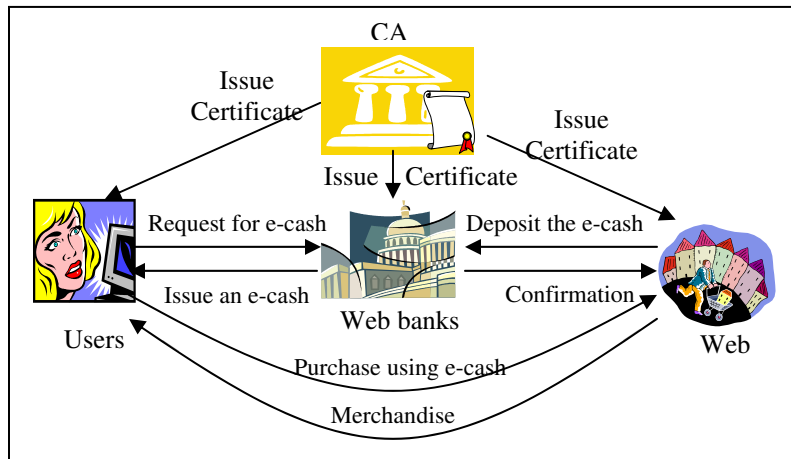 CA
Issue
Certificate
Issue
Certificate
Issue Certificate
Request for e-cash
Deposit the e-cash
Issue an e-cash
Confirmation
Web banks
Users
Web
Purchase using e-cash
Merchandise